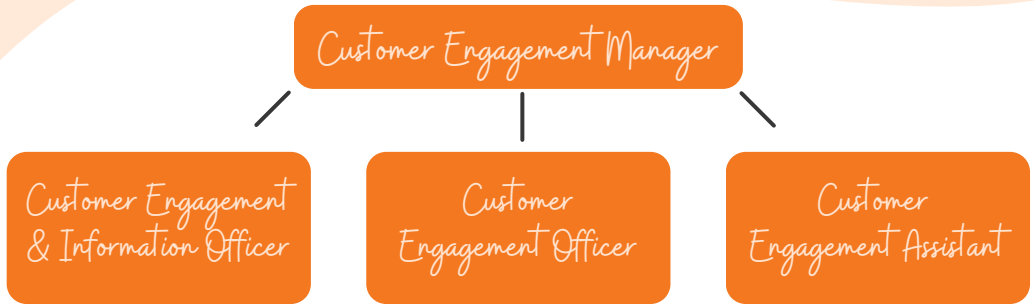 Customer Engagement Manager
Customer Engagement
& Information Officer
Customer
Engagement Officer
Customer
Engagement Assistant